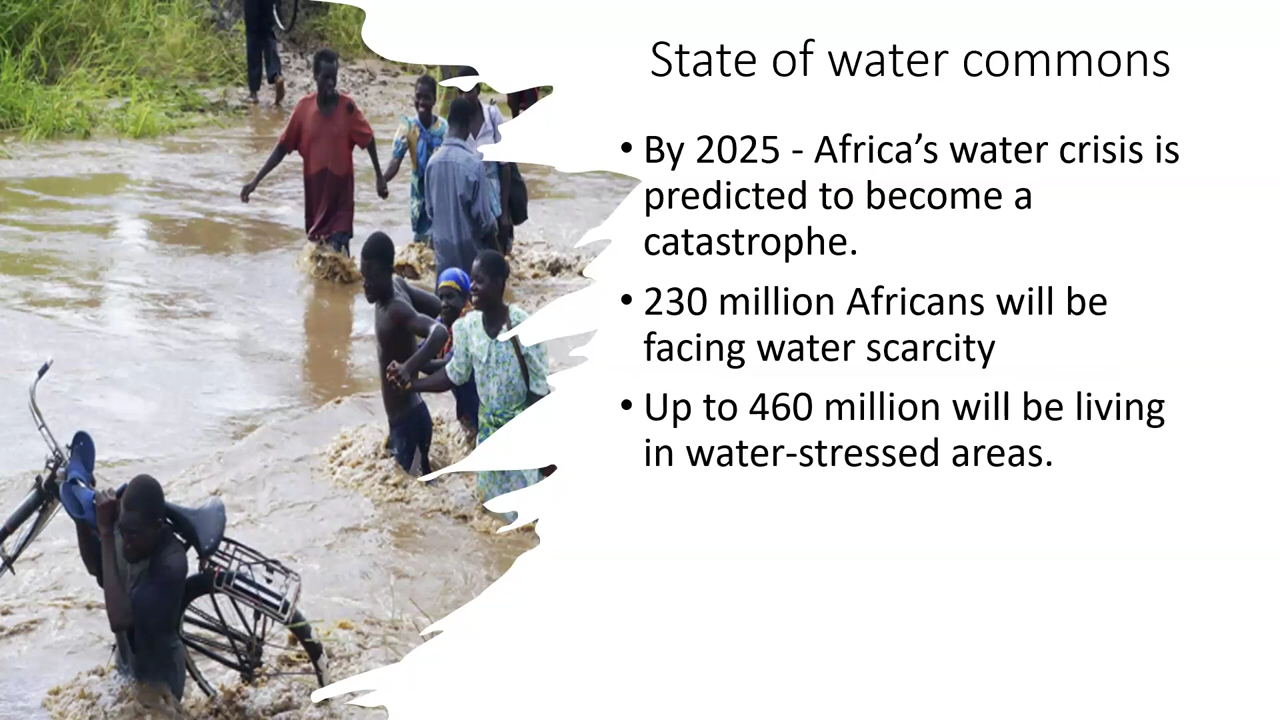 State of water commons
• By 2025 - Africa’s water crisis is
predicted to become a
catastrophe.
• 230 million Africans will be
facing water scarcity
• Up to 460 million will be living
in water-stressed areas.